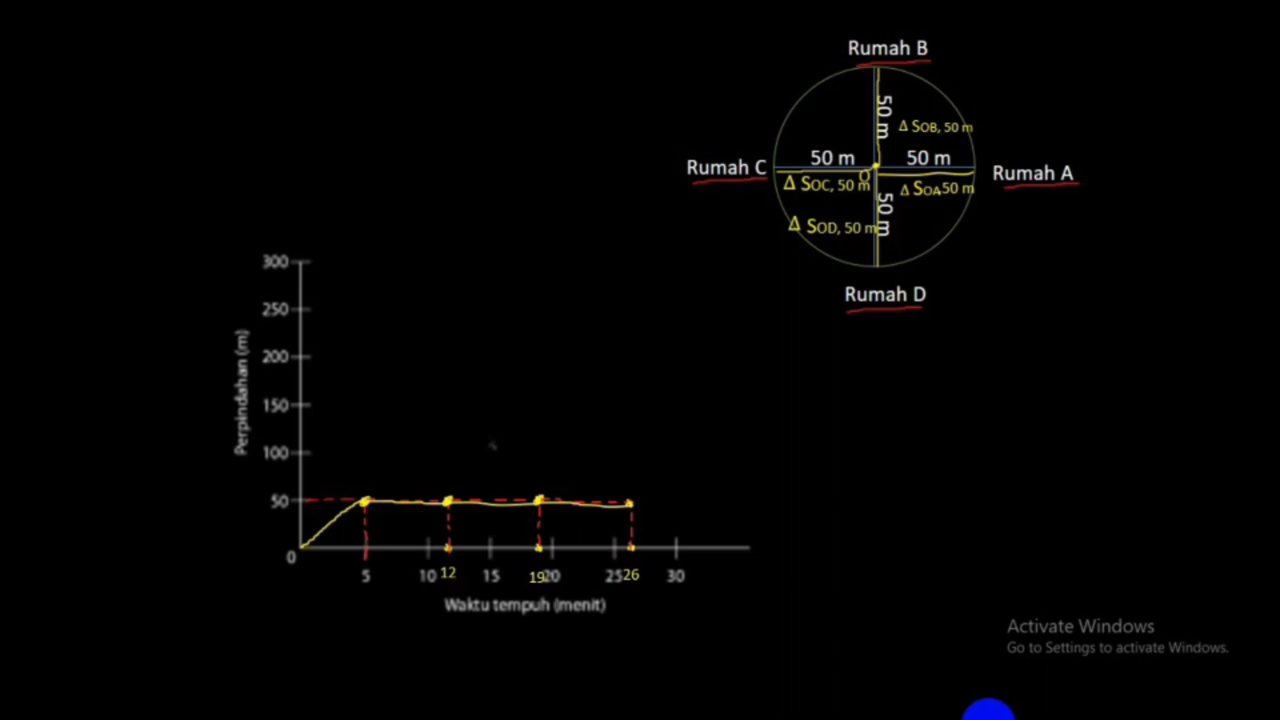 Rumah B
50 m
Δ SOB, 50 m
50 m
50 m
Rumah C
Rumah A
O
Δ SOC, 50 m
Δ SOA50 m
50 m
Δ SOD, 50 m
Rumah D
300
250
200
150
100
50
0
Perpindahan (m)
5
10
12
15
19
20
25
26
30
Waktu tempuh (menit)
Activate Windows
Go to Settings to activate Windows.